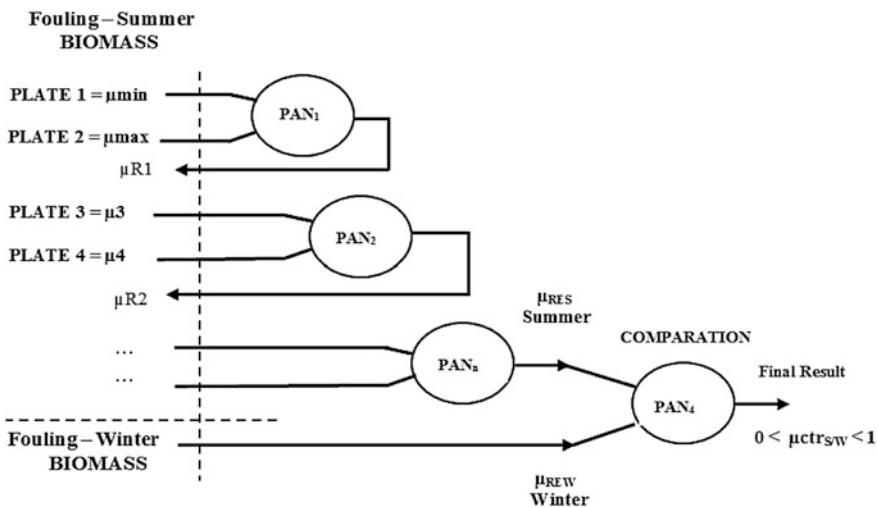 Fouling–Summer
BIOMASS
PLATE 1 = µmin
PLATE 2 = µmax
PAN₁
µR1
PLATE 3 = µ3
PLATE 4 = µ4
PAN₂
µR2
µRES
Summer
COMPARATION
...
...
PANₙ
PAN₄
Final Result
0 < µctrS/W < 1
Fouling–Winter
BIOMASS
µREW
Winter